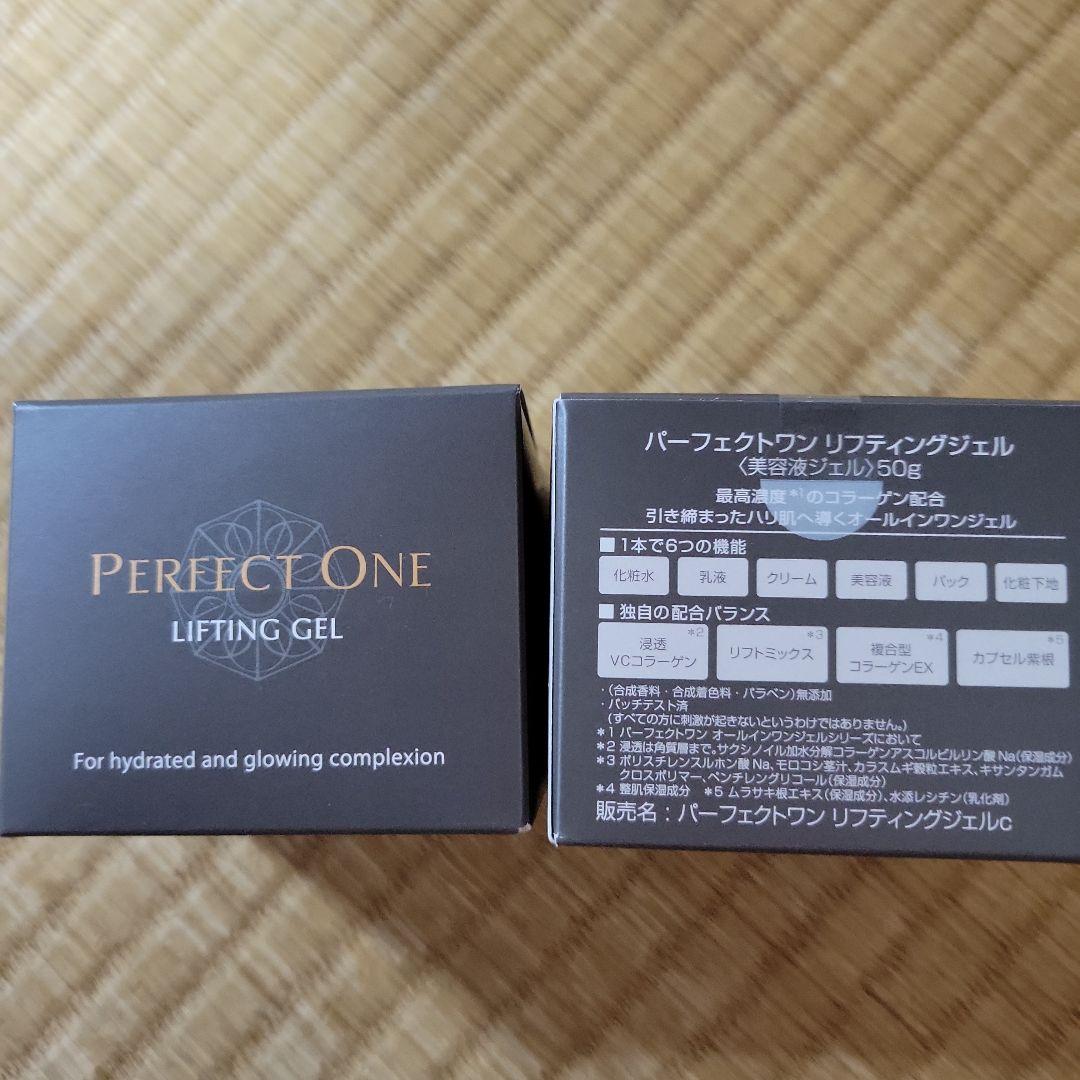 PERFECT ONE
LIFTING GEL
For hydrated and glowing complexion
パーフェクトワン リフティングジェル
〈美容液ジェル〉50g
最高濃度*1のコラーゲン配合
引き締まったハリ肌へ導くオールインワンジェル
■1本で6つの機能
化粧水 乳液 クリーム 美容液 パック 化粧下地
■独自の配合バランス
浸透VCコラーゲン*2 リフトミックス*3 複合型コラーゲンEX*4 カプセル紫根*5
・(合成香料・合成着色料・パラベン)無添加
・パッチテスト済
(すべての方に刺激が起きないというわけではありません。)
*1 パーフェクトワン オールインワンジェルシリーズにおいて
*2 浸透は角質層まで。サクシノイル加水分解コラーゲンアスコルビルリン酸Na(保湿成分)
*3 ポリスチレンスルホン酸Na、モロコシ茎汁、カラスムギ穀粒エキス、キサンタンガム
クロスポリマー、ペンチレングリコール(保湿成分)
*4 整肌保湿成分 *5 ムラサキ根エキス(保湿成分)、水添レシチン(乳化剤)
販売名：パーフェクトワン リフティングジェルc